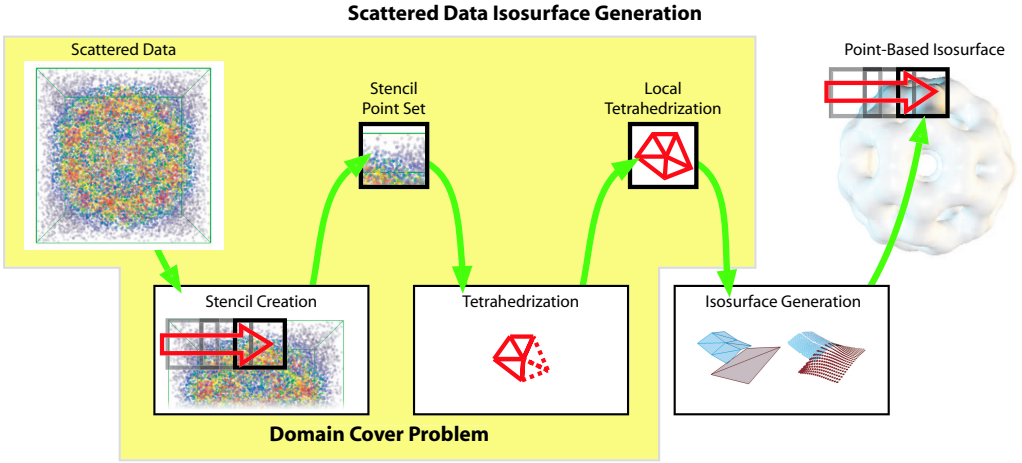 Scattered Data Isosurface Generation
Scattered Data
Stencil
Point Set
Local
Tetrahedrization
Point-Based Isosurface
Stencil Creation
Tetrahedrization
Isosurface Generation
Domain Cover Problem